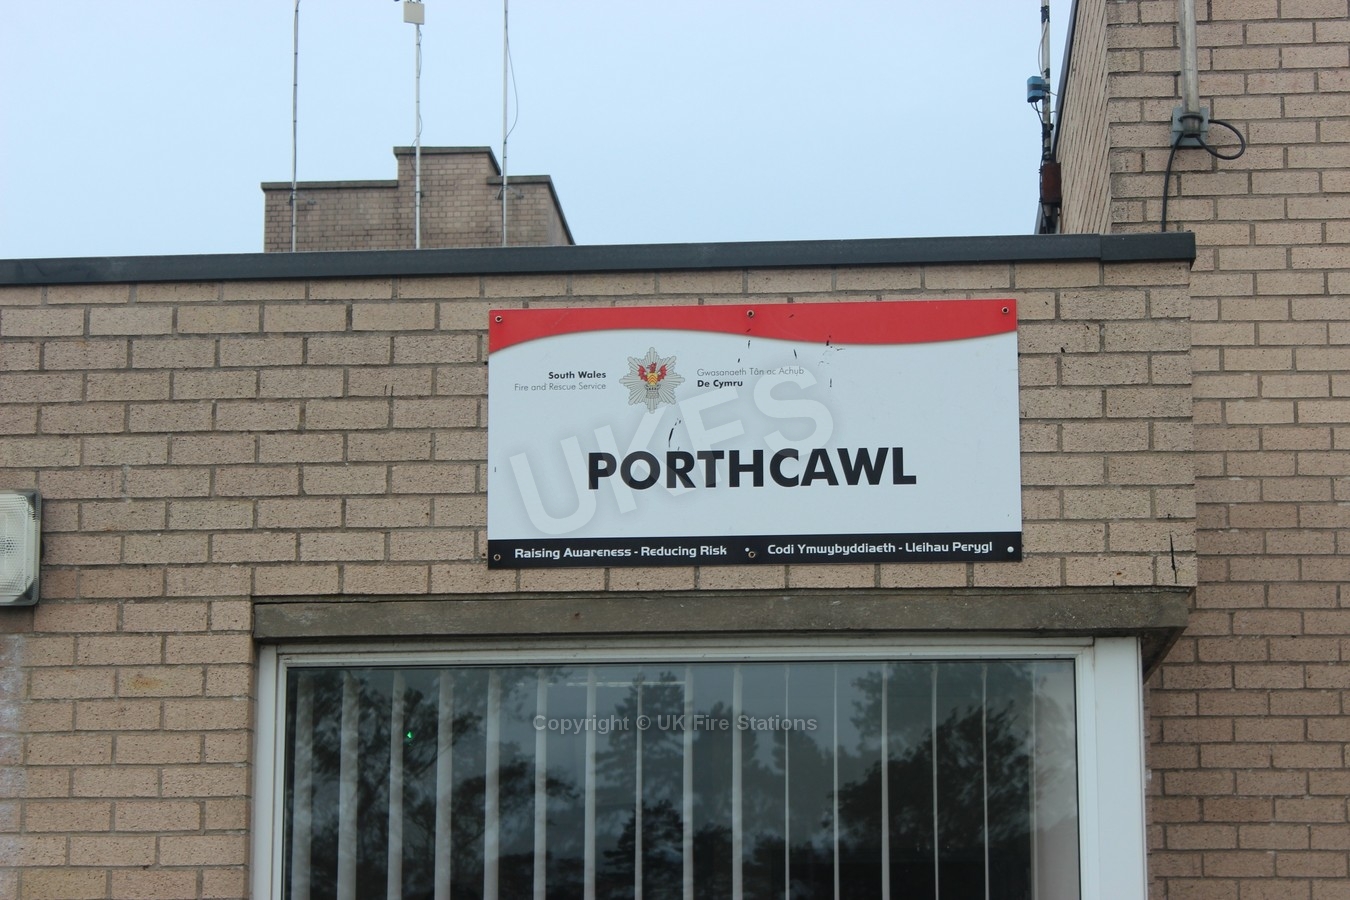 South Wales
Fire and Rescue Service
Gwasanaeth Tân ac Achub
De Cymru
UKFS
PORTHCAWL
Raising Awareness - Reducing Risk
Codi Ymwybyddiaeth - Lleihau Perygl
Copyright © UK Fire Stations